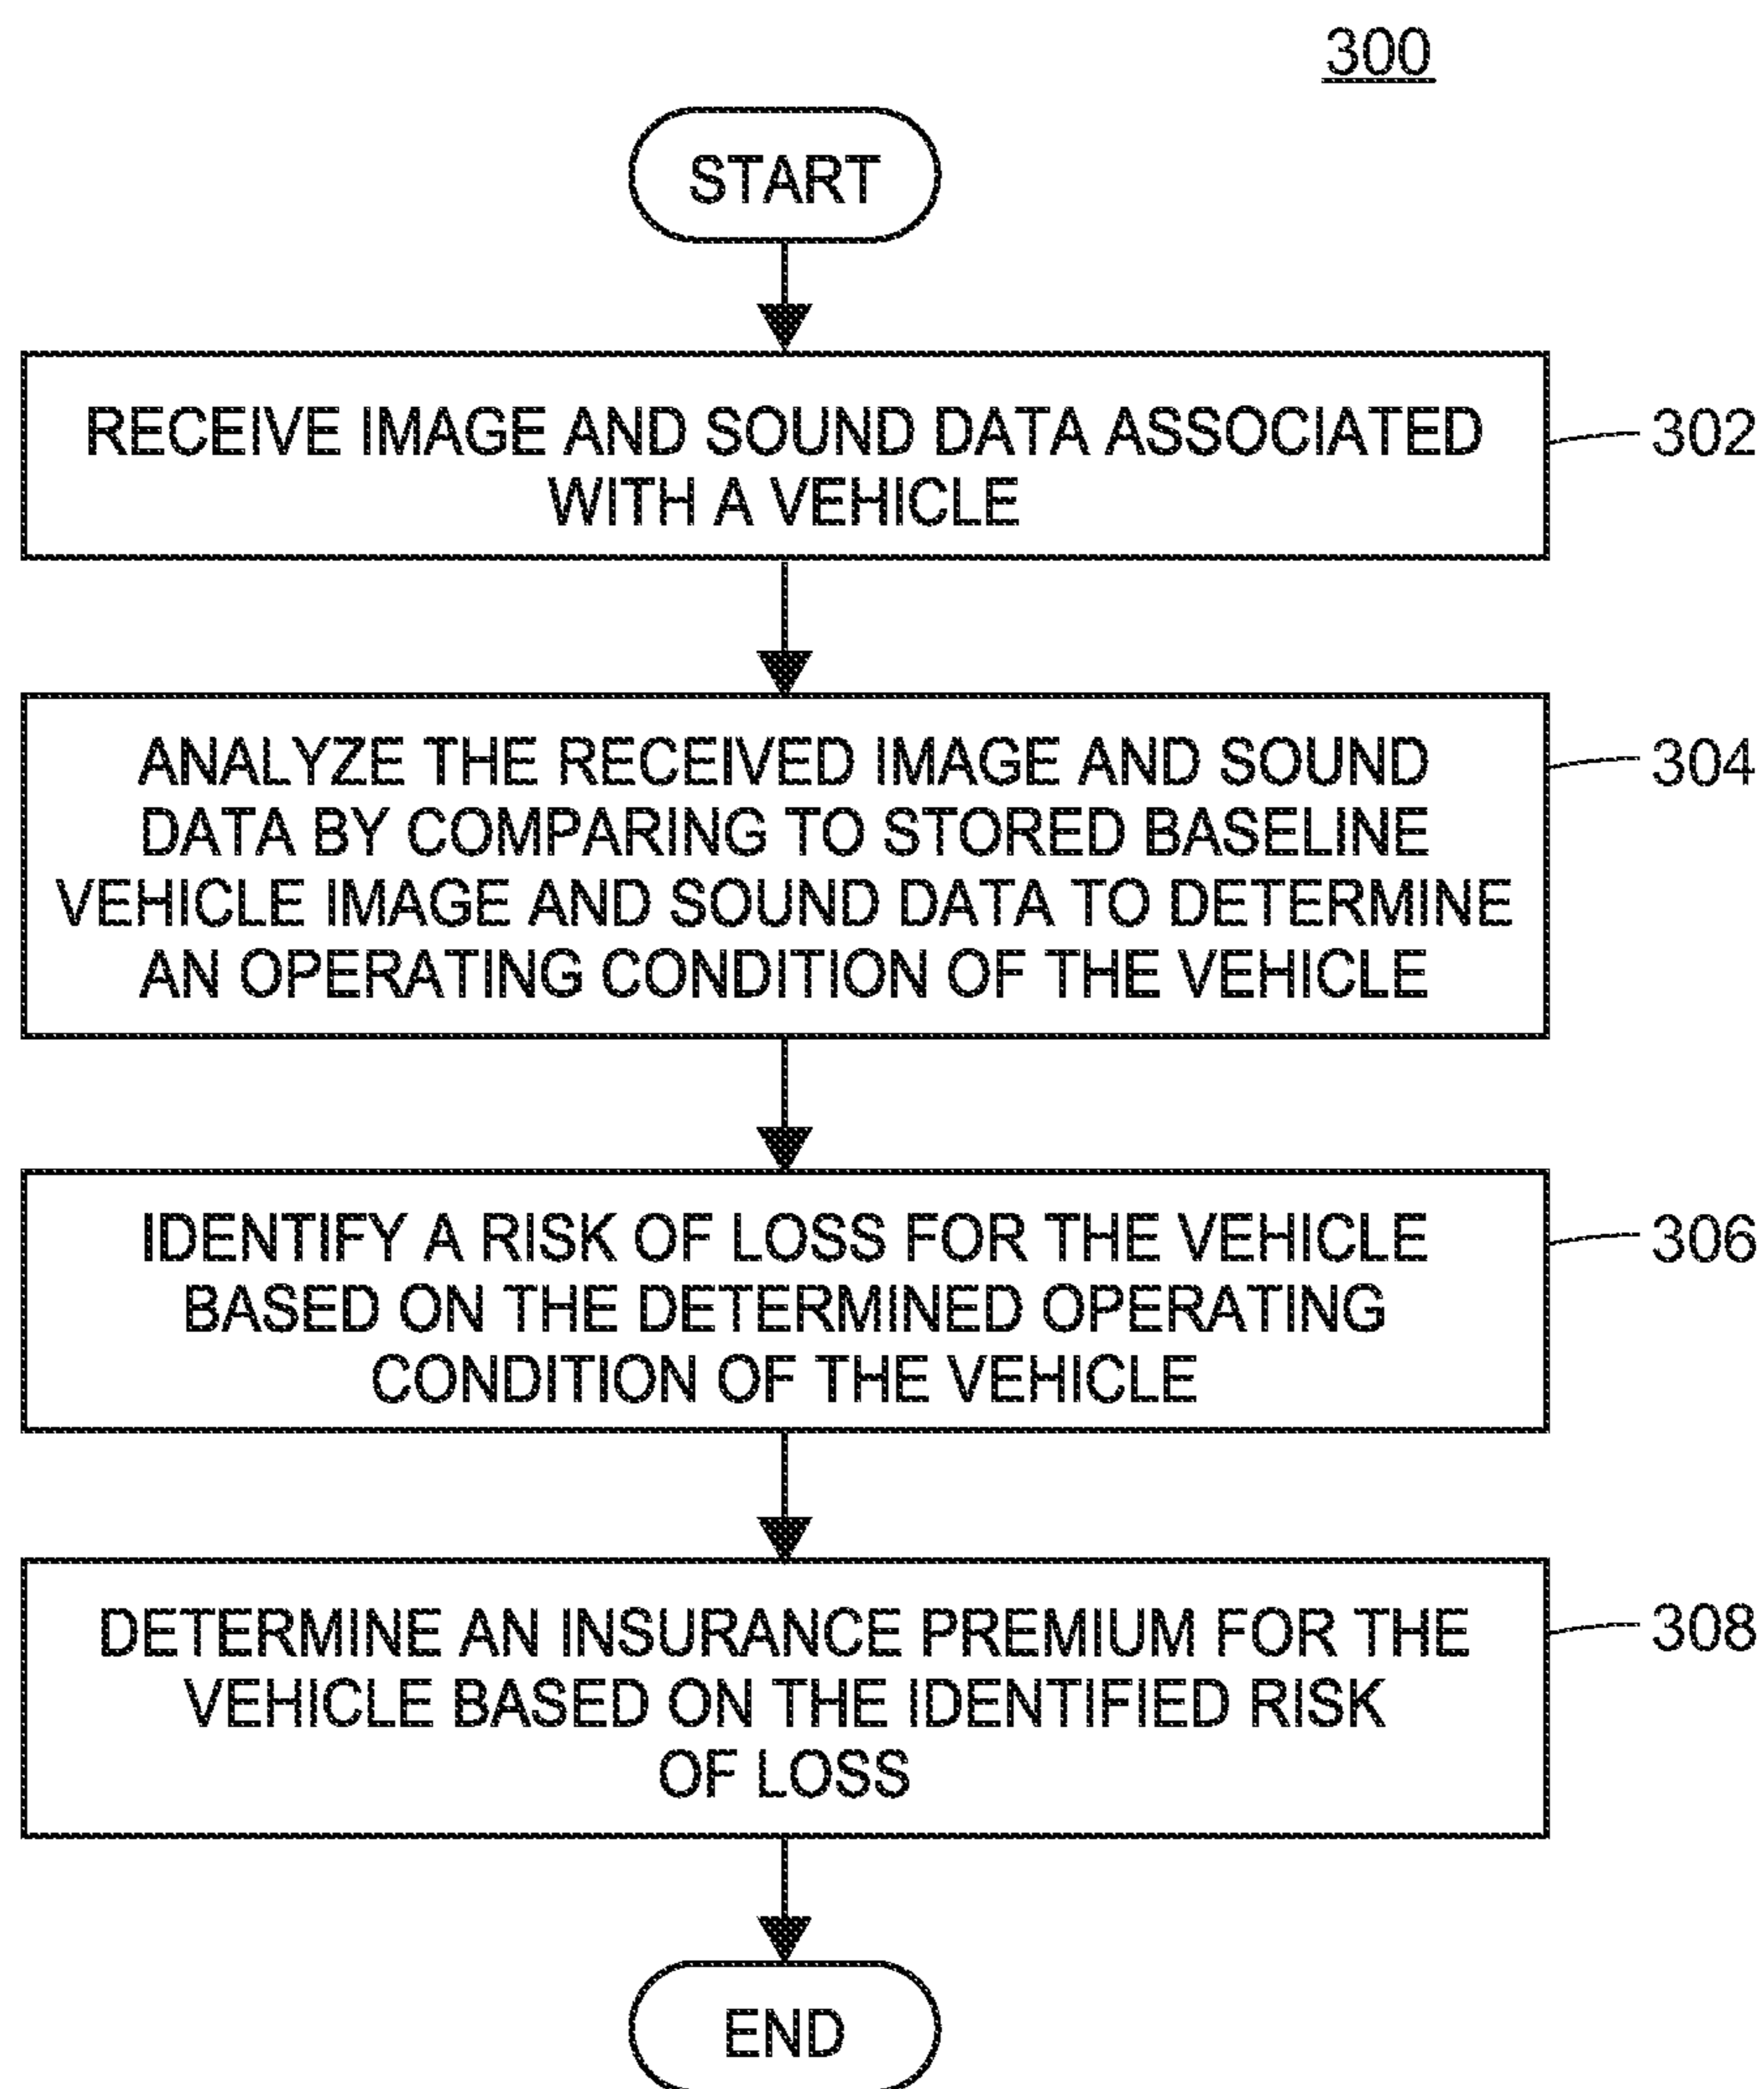 300
START
RECEIVE IMAGE AND SOUND DATA ASSOCIATED
WITH A VEHICLE
302
ANALYZE THE RECEIVED IMAGE AND SOUND
DATA BY COMPARING TO STORED BASELINE
VEHICLE IMAGE AND SOUND DATA TO DETERMINE
AN OPERATING CONDITION OF THE VEHICLE
304
IDENTIFY A RISK OF LOSS FOR THE VEHICLE
BASED ON THE DETERMINED OPERATING
CONDITION OF THE VEHICLE
306
DETERMINE AN INSURANCE PREMIUM FOR THE
VEHICLE BASED ON THE IDENTIFIED RISK
OF LOSS
308
END